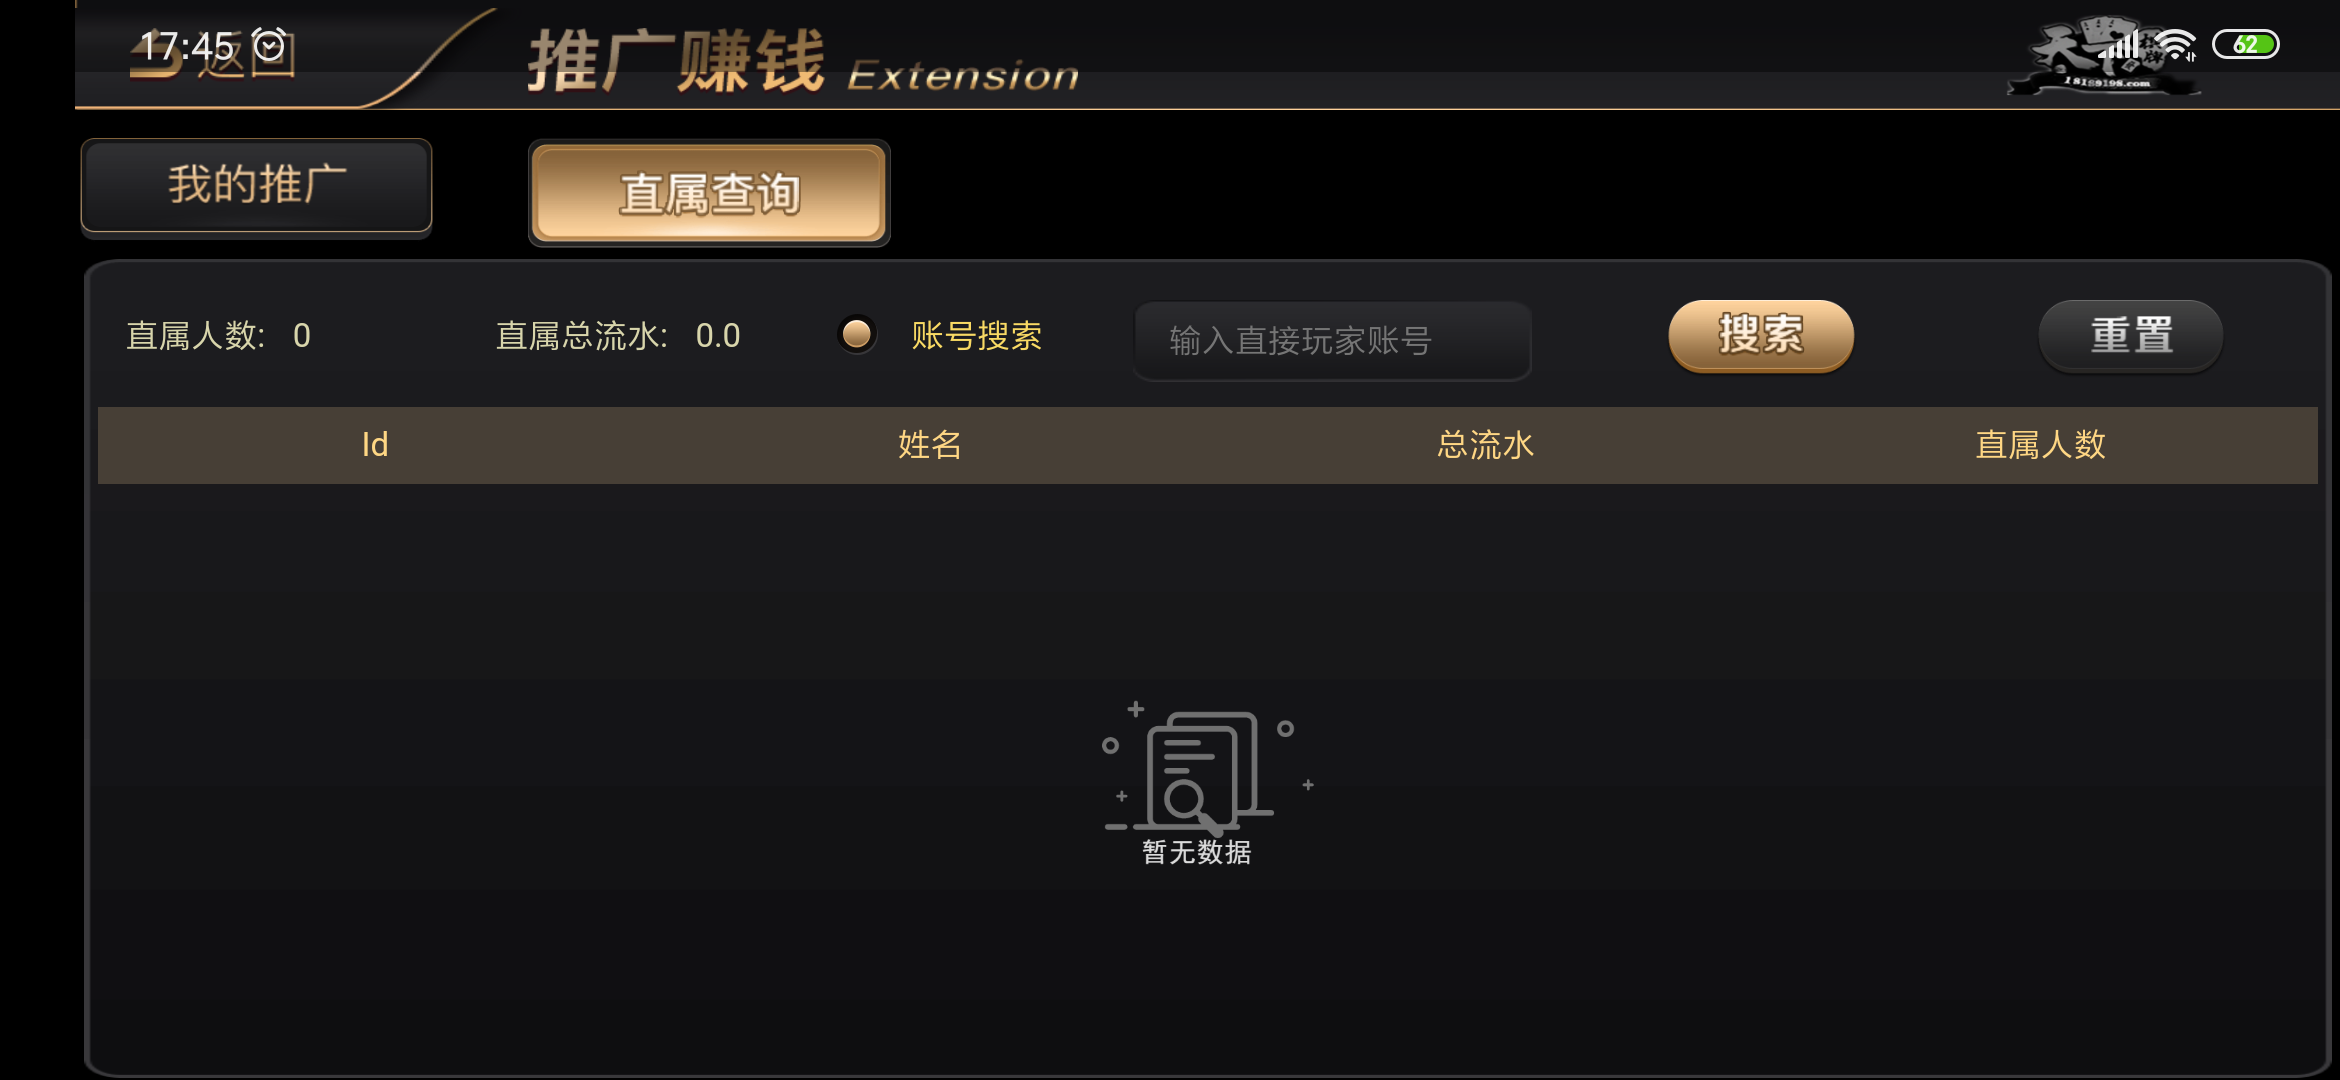 17:45
返回
推广赚钱 Extension
18189198.com
62
我的推广
直属查询
直属人数: 0
直属总流水: 0.0
账号搜索
输入直接玩家账号
搜索
重置
Id 姓名 总流水 直属人数
暂无数据